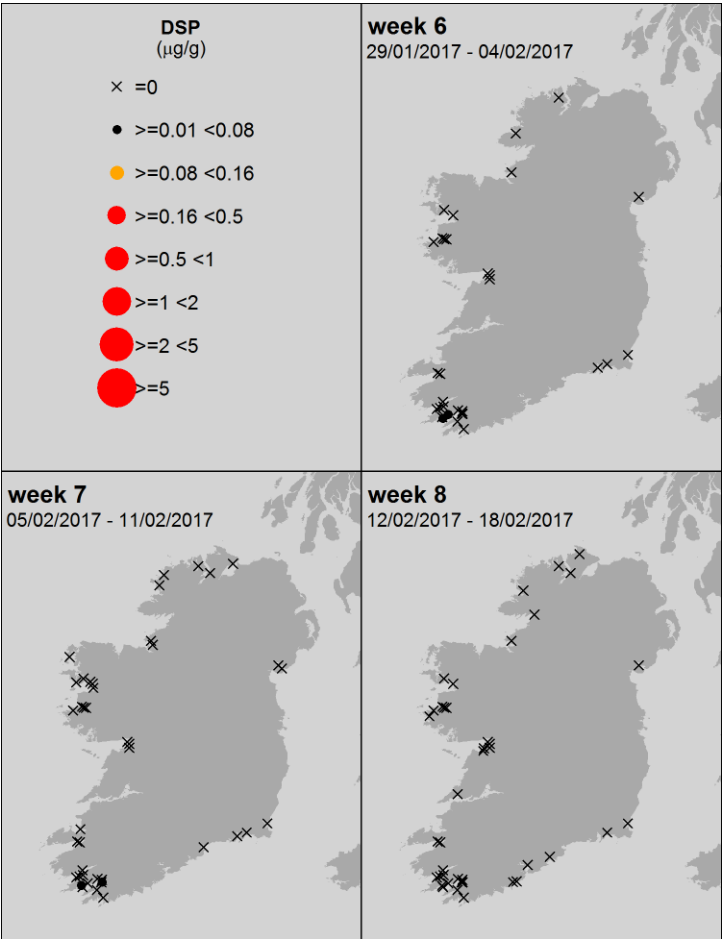 DSP
(µg/g)
=0
>=0.01 <0.08
>=0.08 <0.16
>=0.16 <0.5
>=0.5 <1
>=1 <2
>=2 <5
>=5
week 6
29/01/2017 - 04/02/2017
week 7
05/02/2017 - 11/02/2017
week 8
12/02/2017 - 18/02/2017